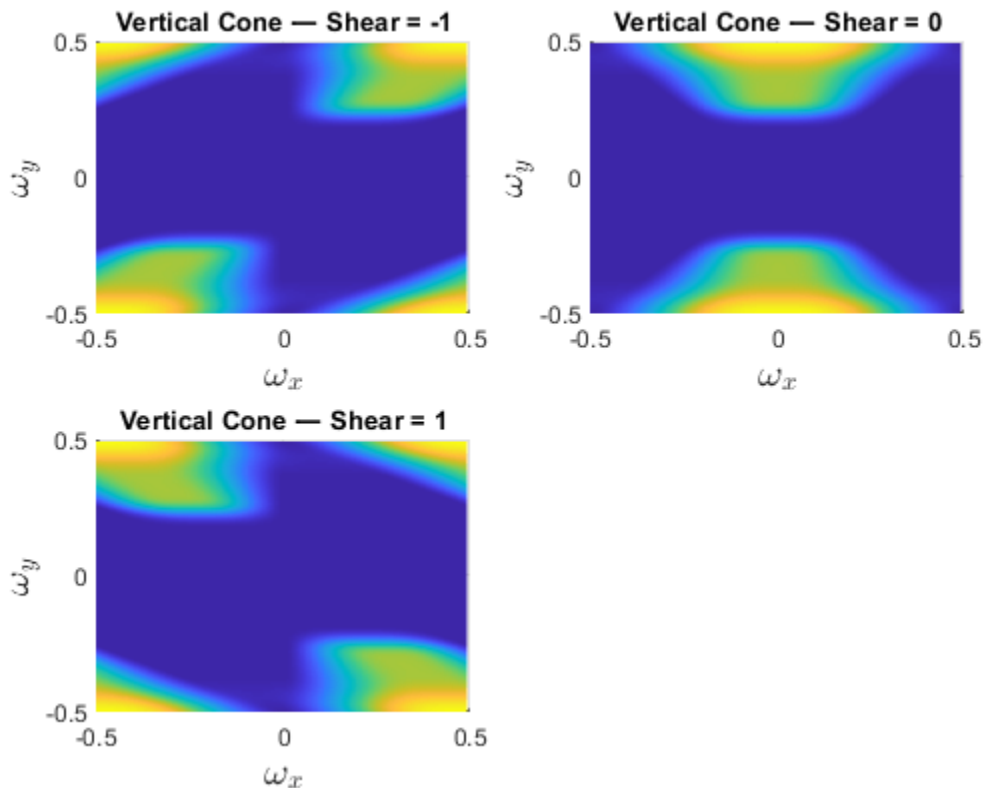 Vertical Cone — Shear = -1
0.5
0
-0.5
ω_y
-0.5
0
0.5
ω_x
Vertical Cone — Shear = 0
0.5
0
-0.5
ω_y
-0.5
0
0.5
ω_x
Vertical Cone — Shear = 1
0.5
0
-0.5
ω_y
-0.5
0
0.5
ω_x